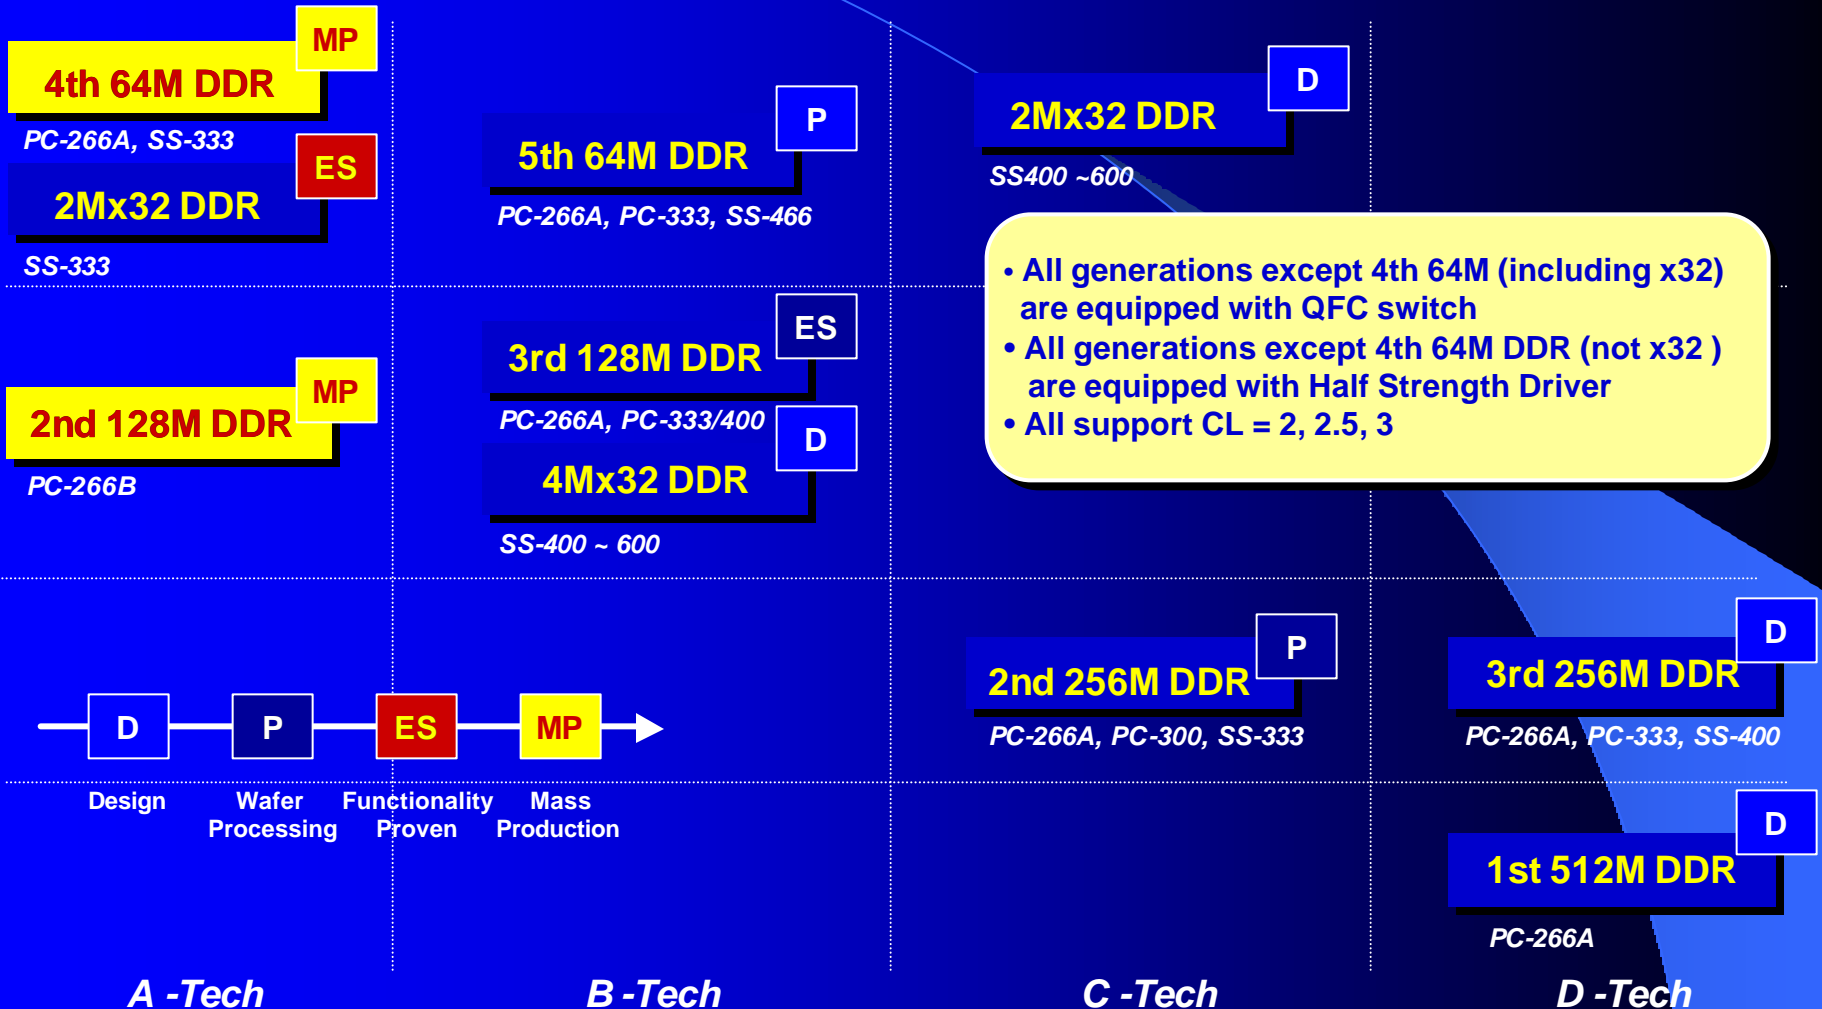 MP
4th 64M DDR
PC-266A, SS-333
ES
2Mx32 DDR
SS-333
P
5th 64M DDR
PC-266A, PC-333, SS-466
D
2Mx32 DDR
SS400 ~600
• All generations except 4th 64M (including x32)
are equipped with QFC switch
• All generations except 4th 64M DDR (not x32 )
are equipped with Half Strength Driver
• All support CL = 2, 2.5, 3
MP
2nd 128M DDR
PC-266B
ES
3rd 128M DDR
PC-266A, PC-333/400
D
4Mx32 DDR
SS-400 ~ 600
P
2nd 256M DDR
PC-266A, PC-300, SS-333
D
3rd 256M DDR
PC-266A, PC-333, SS-400
D P ES MP
Design Wafer Functionality Mass
Processing Proven Production
D
1st 512M DDR
PC-266A
A -Tech B -Tech C -Tech D -Tech